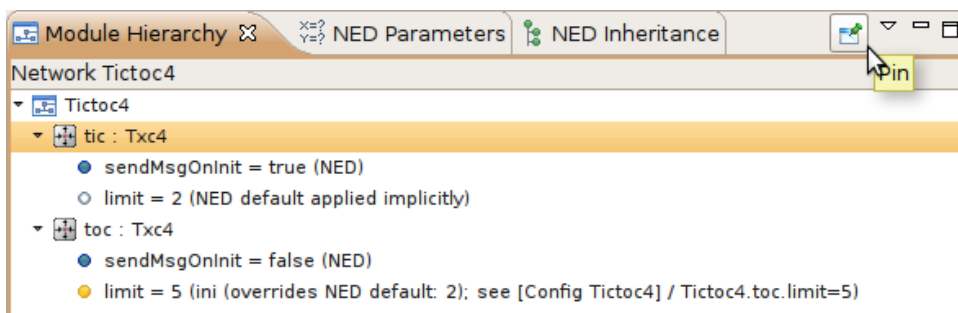 Module Hierarchy NED Parameters NED Inheritance
Pin
Network Tictoc4
Tictoc4
tic : Txc4
sendMsgOnInit = true (NED)
limit = 2 (NED default applied implicitly)
toc : Txc4
sendMsgOnInit = false (NED)
limit = 5 (ini (overrides NED default: 2); see [Config Tictoc4] / Tictoc4.toc.limit=5)